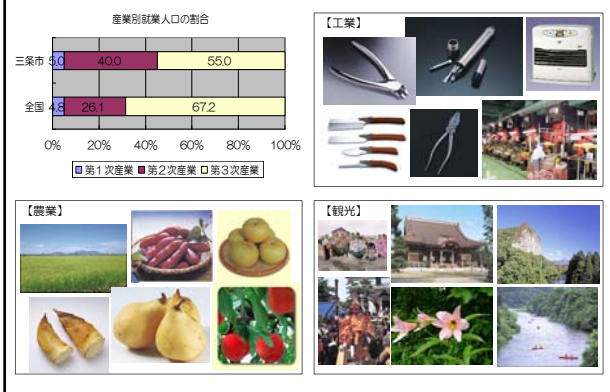 産業別就業人口の割合
三条市 5.0 40.0 55.0
全国 4.8 26.1 67.2
0% 20% 40% 60% 80% 100%
第1次産業 第2次産業 第3次産業
【工業】
【農業】
【観光】